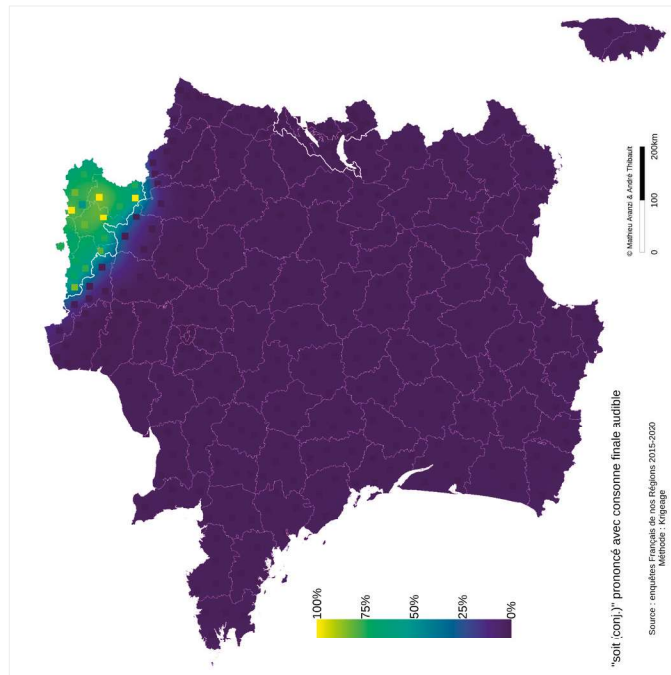 100%
75%
50%
25%
0%
"soit (conj.)" prononcé avec consonne finale audible
Source : enquêtes Français de nos Régions 2015-2020
Méthode : Krigeage
© Mathieu Avanzi & André Thibault
0 100 200km